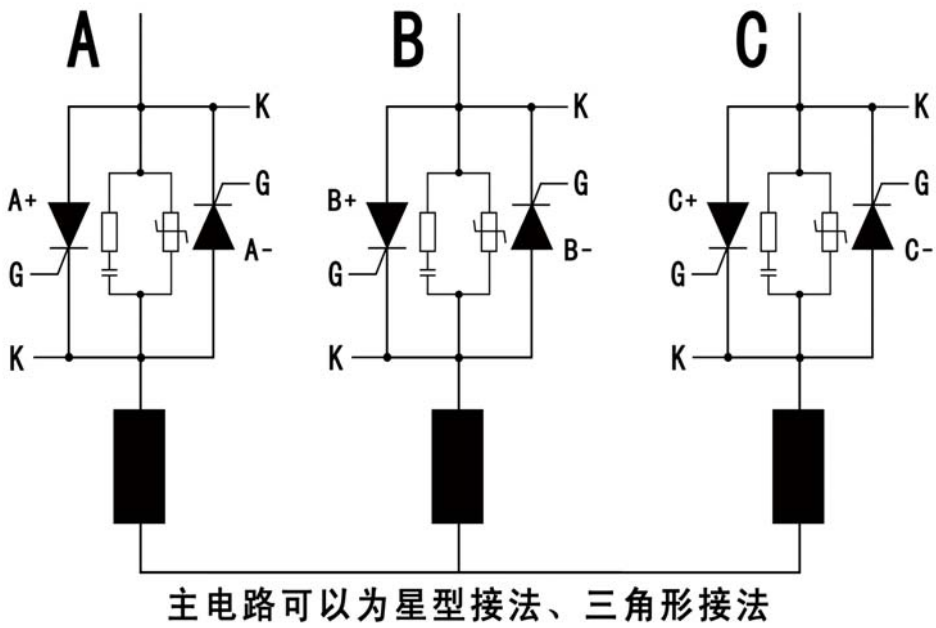 A B C
K K K
A+ G B+ G C+ G
G A- G B- G C-
K K K
主电路可以为星型接法、三角形接法